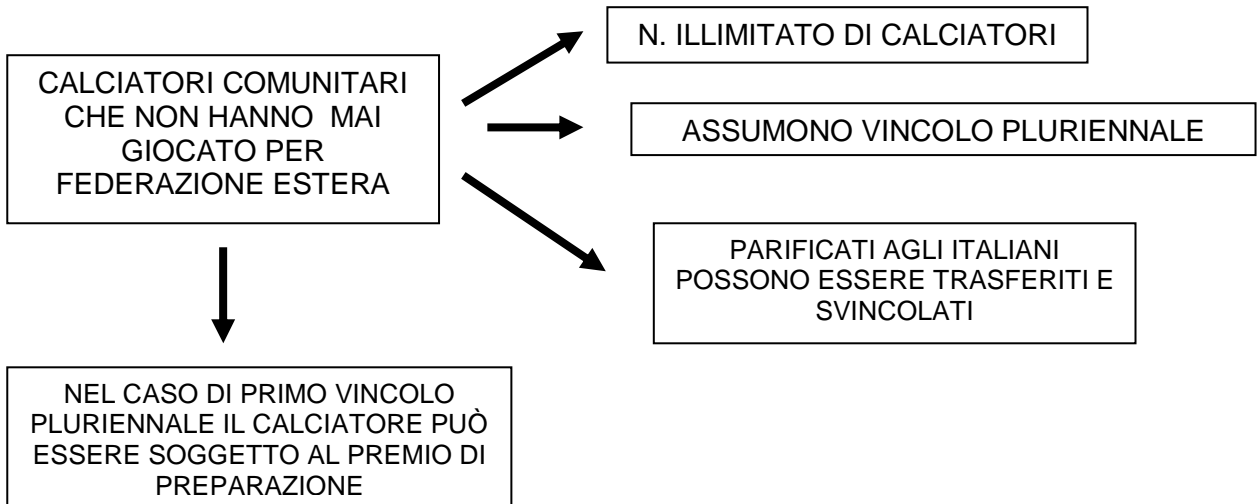 CALCIATORI COMUNITARI
CHE NON HANNO MAI
GIOCATO PER
FEDERAZIONE ESTERA
N. ILLIMITATO DI CALCIATORI
ASSUMONO VINCOLO PLURIENNALE
PARIFICATI AGLI ITALIANI
POSSONO ESSERE TRASFERITI E
SVINCOLATI
NEL CASO DI PRIMO VINCOLO
PLURIENNALE IL CALCIATORE PUÒ
ESSERE SOGGETTO AL PREMIO DI
PREPARAZIONE